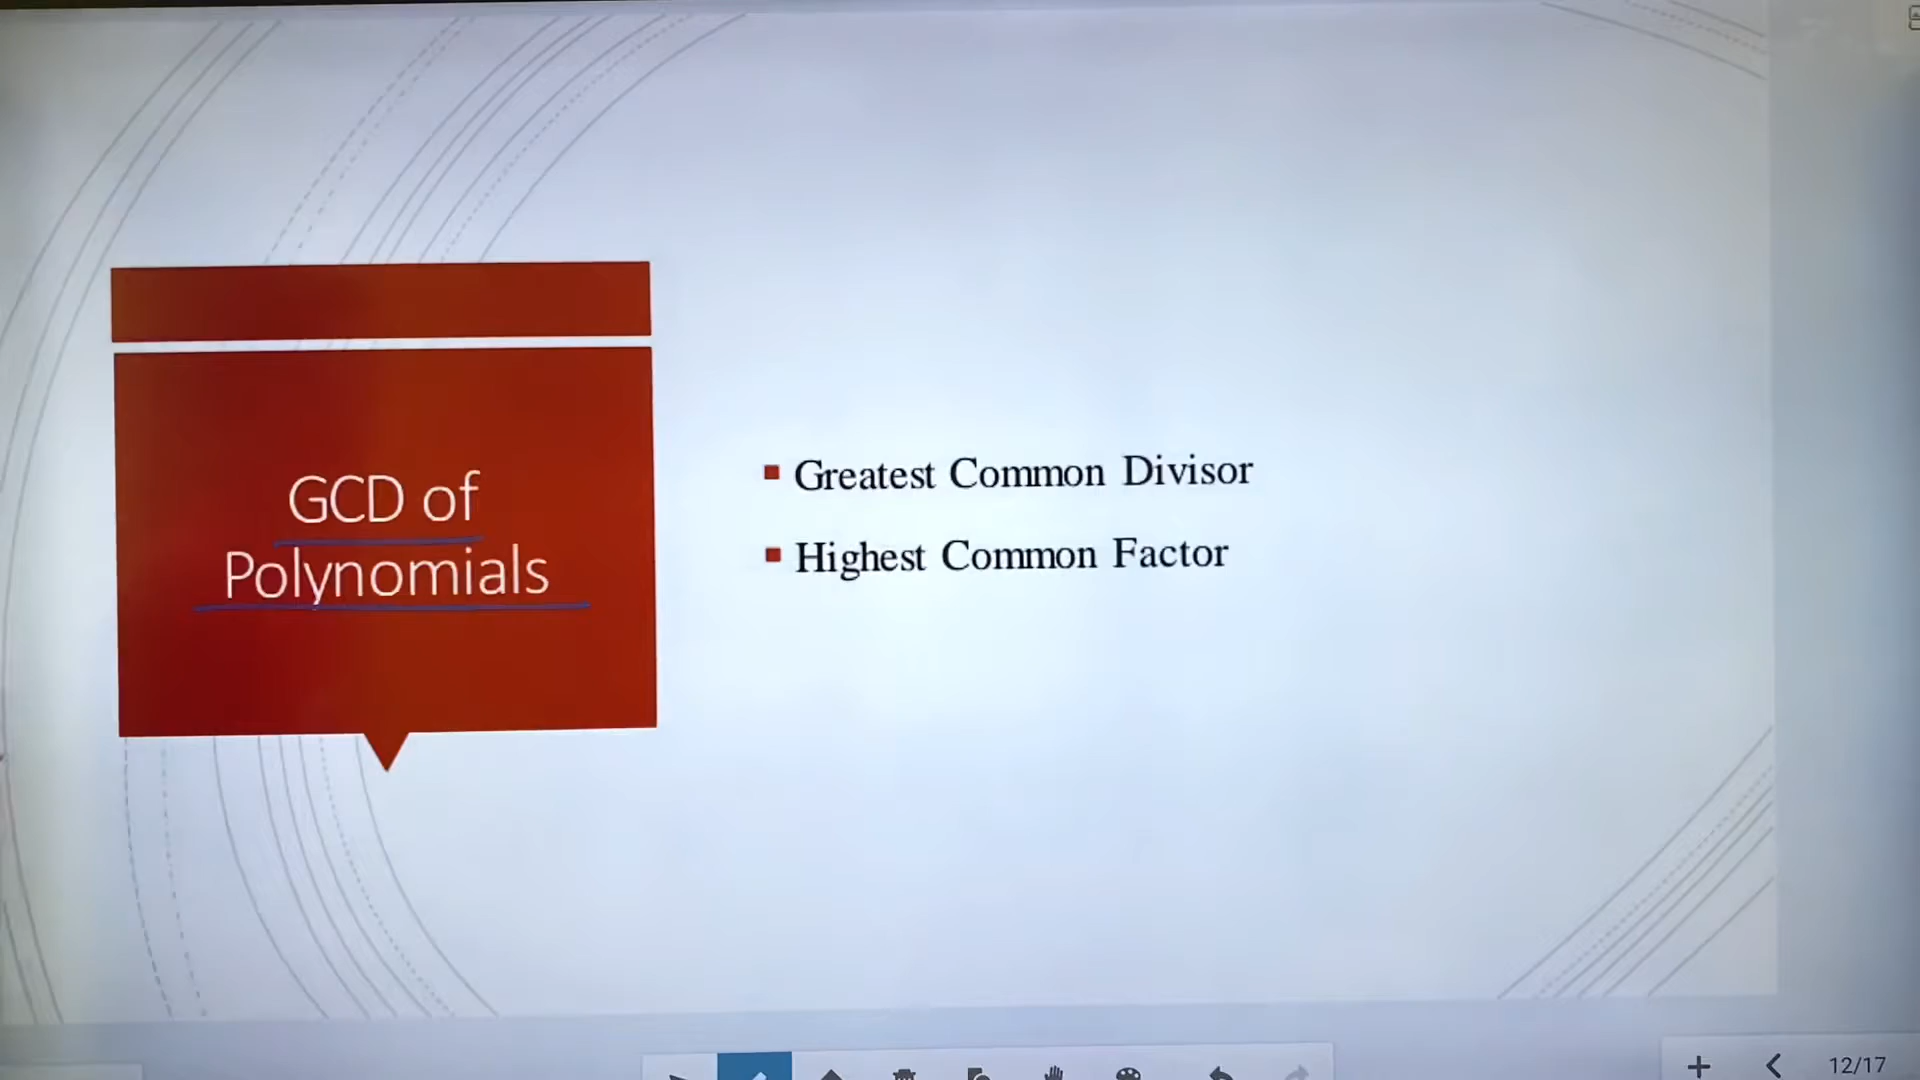 GCD of
Polynomials
Greatest Common Divisor
Highest Common Factor
12/17